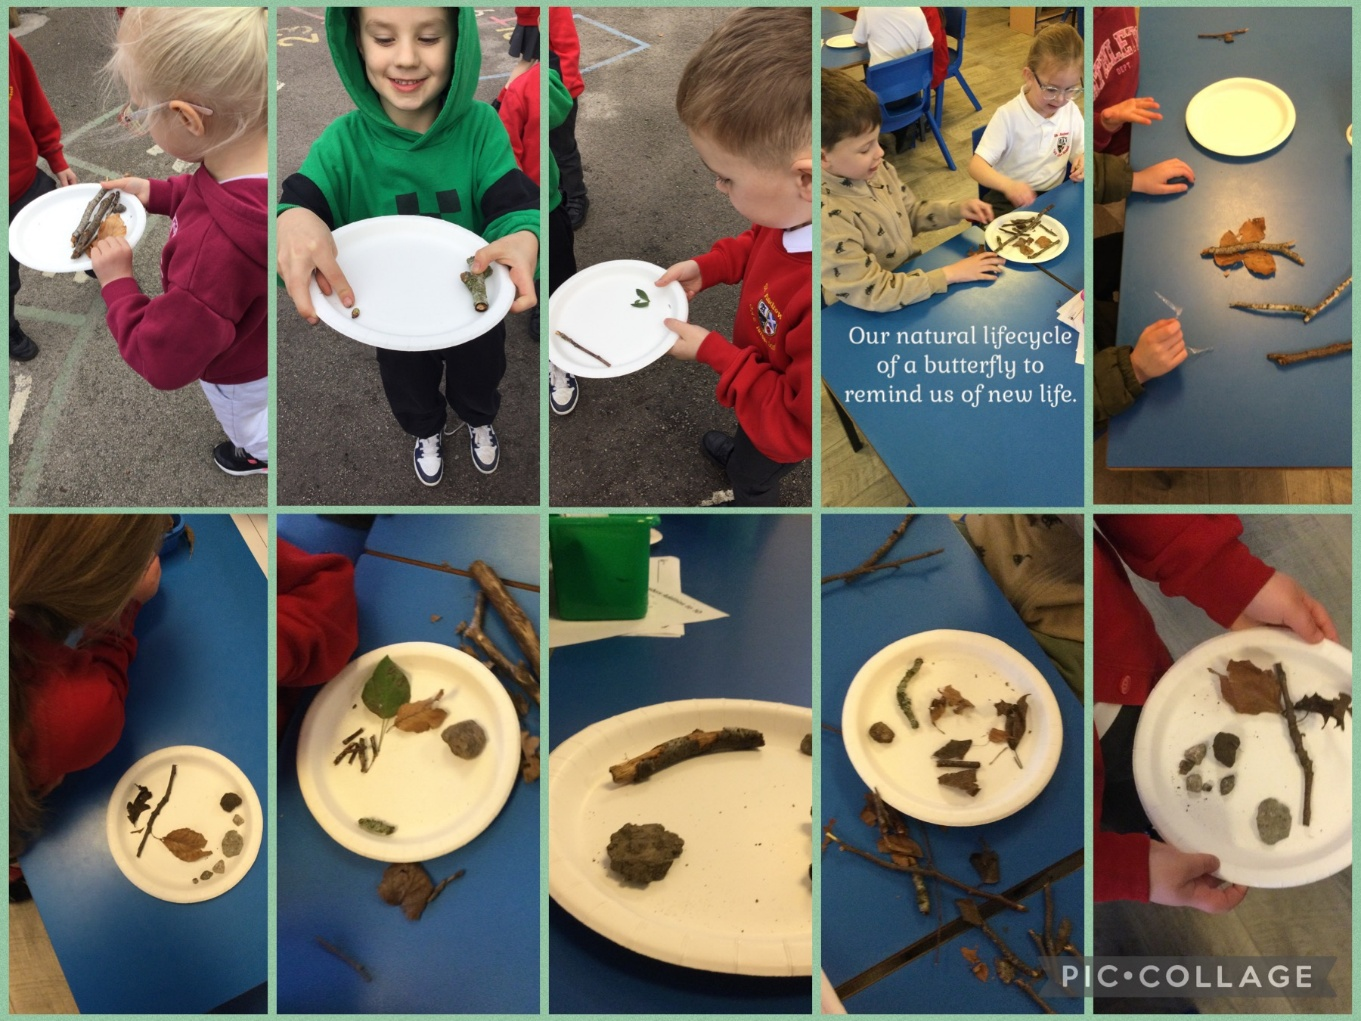 Our natural lifecycle
of a butterfly to
remind us of new life.
PIC•COLLAGE